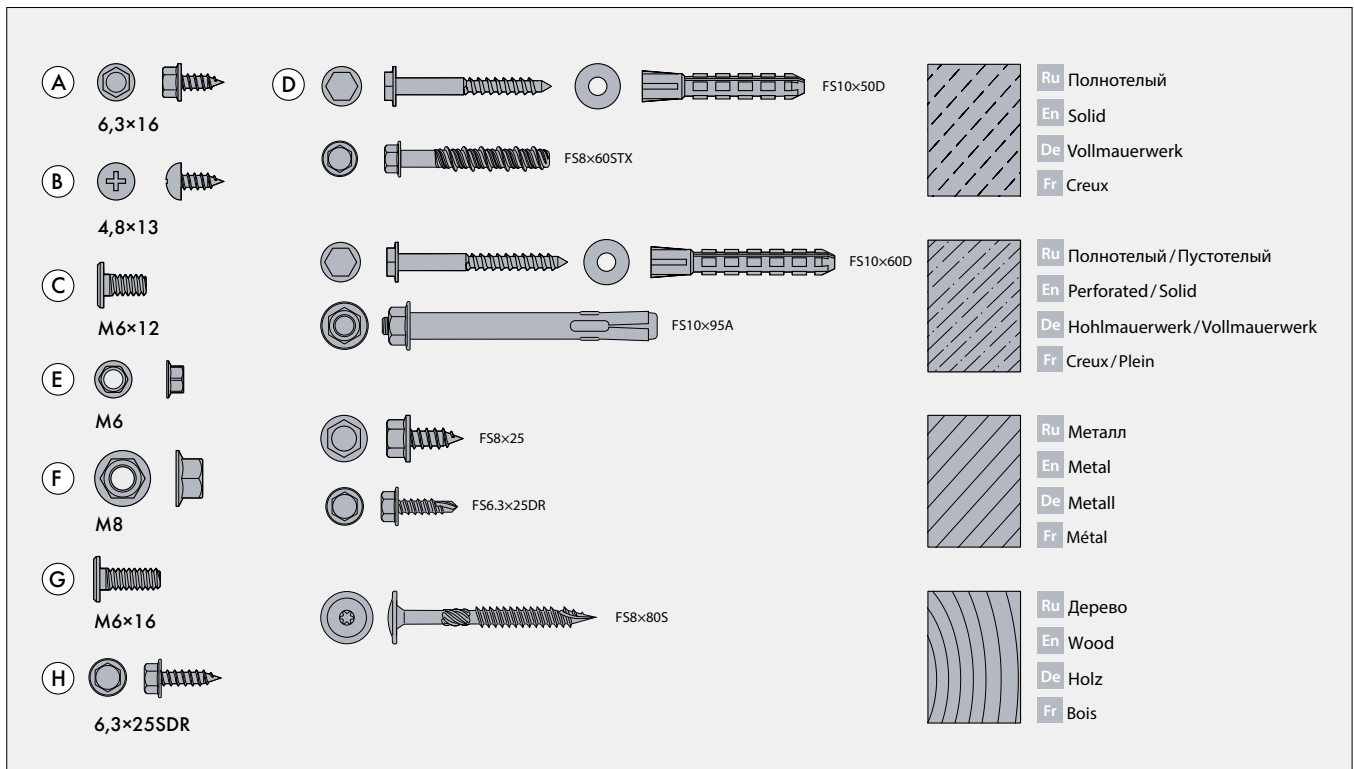 A
6,3×16
B
4,8×13
C
M6×12
E
M6
F
M8
G
M6×16
H
6,3×25SDR
D
FS10×50D
FS8×60STX
FS10×60D
FS10×95A
FS8×25
FS6.3×25DR
FS8×80S
Ru Полнотелый
En Solid
De Vollmauerwerk
Fr Creux
Ru Полнотелый / Пустотелый
En Perforated / Solid
De Hohlmauerwerk / Vollmauerwerk
Fr Creux / Plein
Ru Металл
En Metal
De Metall
Fr Métal
Ru Дерево
En Wood
De Holz
Fr Bois